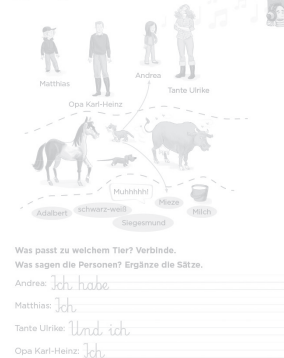 Matthias
Andrea
Tante Ulrike
Opa Karl-Heinz
Muhhhhh!
Mieze
Adalbert
schwarz-weiß
Milch
Siegesmund
Was passt zu welchem Tier? Verbinde.
Was sagen die Personen? Ergänze die Sätze.
Andrea: Ich habe
Matthias: Ich
Tante Ulrike: Und ich
Opa Karl-Heinz: Ich